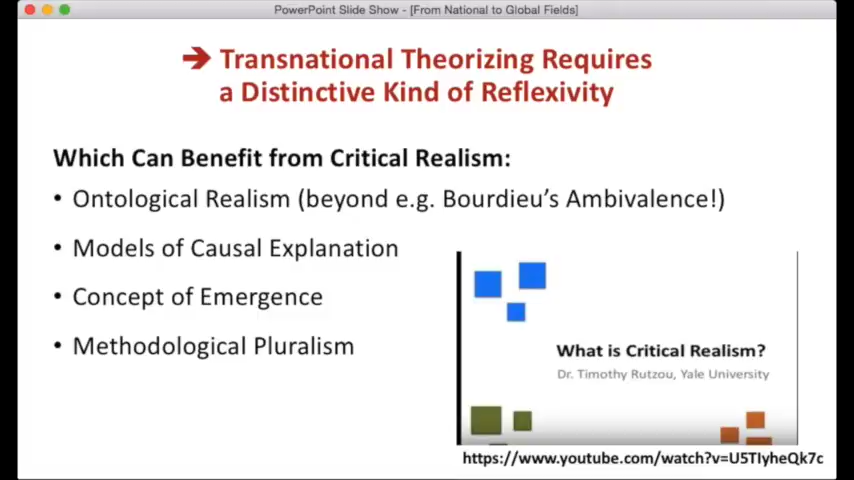 PowerPoint Slide Show - [From National to Global Fields]
➔ Transnational Theorizing Requires
a Distinctive Kind of Reflexivity
Which Can Benefit from Critical Realism:
• Ontological Realism (beyond e.g. Bourdieu's Ambivalence!)
• Models of Causal Explanation
• Concept of Emergence
• Methodological Pluralism
What is Critical Realism?
Dr. Timothy Rutzou, Yale University
https://www.youtube.com/watch?v=U5TIyheQk7c